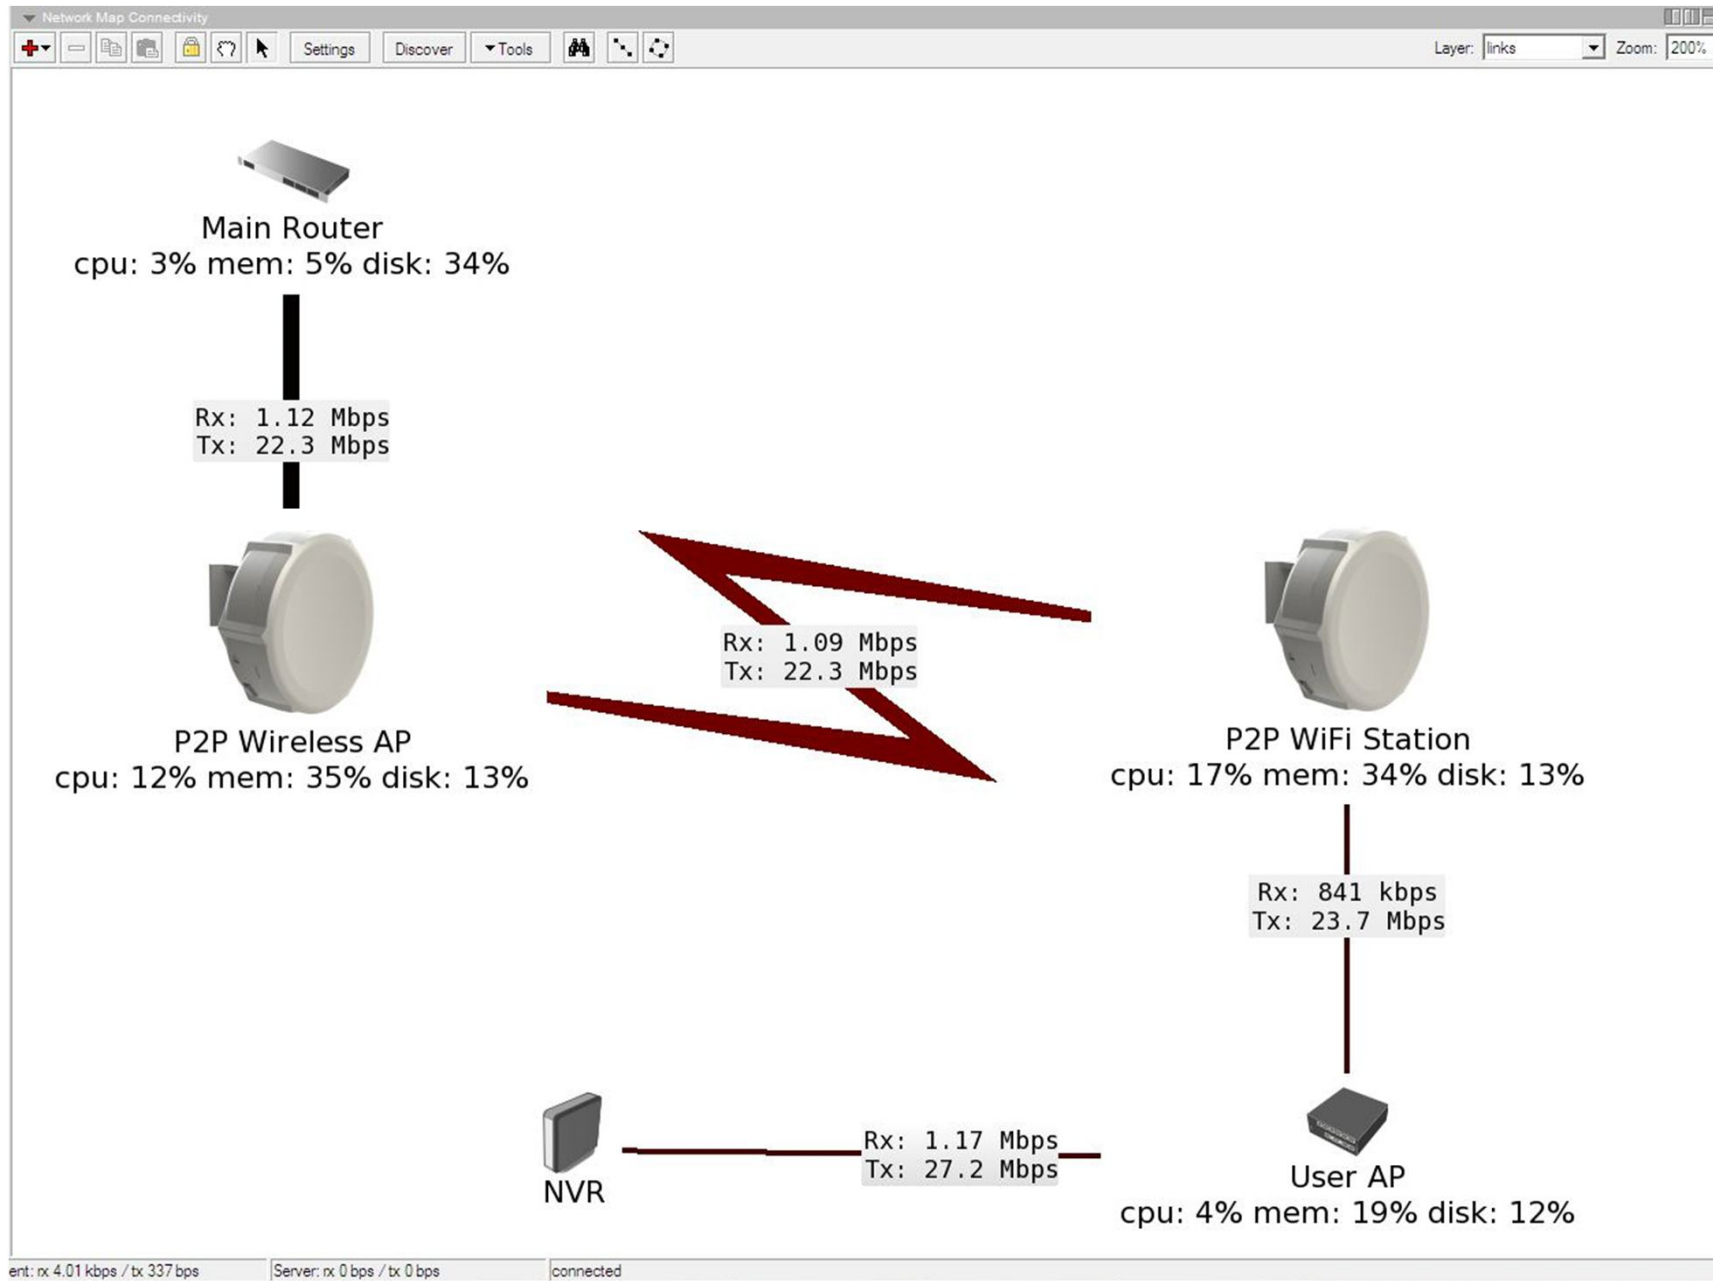 Network Map Connectivity
Settings Discover Tools Layer: links Zoom: 200%
Main Router
cpu: 3% mem: 5% disk: 34%
Rx: 1.12 Mbps
Tx: 22.3 Mbps
Rx: 1.09 Mbps
Tx: 22.3 Mbps
P2P Wireless AP
cpu: 12% mem: 35% disk: 13%
P2P WiFi Station
cpu: 17% mem: 34% disk: 13%
Rx: 841 kbps
Tx: 23.7 Mbps
Rx: 1.17 Mbps
Tx: 27.2 Mbps
NVR
User AP
cpu: 4% mem: 19% disk: 12%
ent: rx 4.01 kbps / tx 337 bps Server: rx 0 bps / tx 0 bps connected